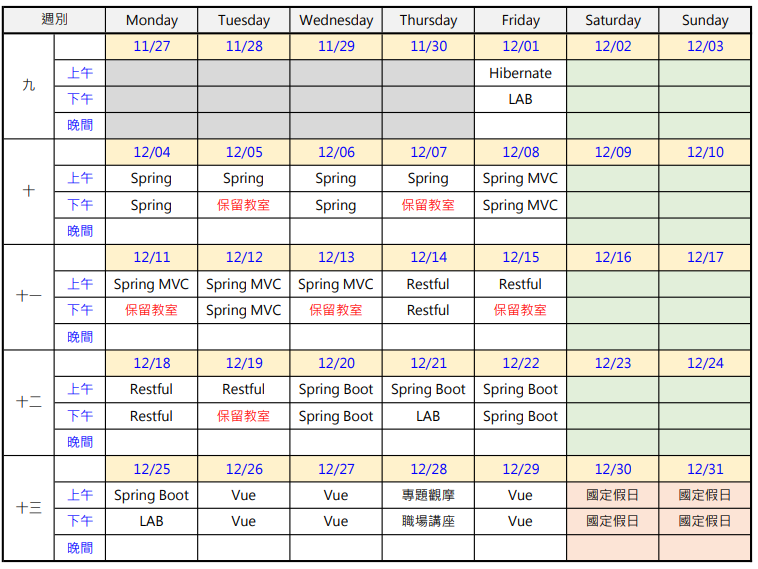 週別 Monday Tuesday Wednesday Thursday Friday Saturday Sunday
11/27 11/28 11/29 11/30 12/01 12/02 12/03
九 上午 Hibernate
下午 LAB
晚間
12/04 12/05 12/06 12/07 12/08 12/09 12/10
十 上午 Spring Spring Spring Spring Spring MVC
下午 Spring 保留教室 Spring 保留教室 Spring MVC
晚間
12/11 12/12 12/13 12/14 12/15 12/16 12/17
十一 上午 Spring MVC Spring MVC Spring MVC Restful Restful
下午 保留教室 Spring MVC 保留教室 Restful 保留教室
晚間
12/18 12/19 12/20 12/21 12/22 12/23 12/24
十二 上午 Restful Restful Spring Boot Spring Boot Spring Boot
下午 Restful 保留教室 Spring Boot LAB Spring Boot
晚間
12/25 12/26 12/27 12/28 12/29 12/30 12/31
十三 上午 Spring Boot Vue Vue 專題觀摩 Vue 國定假日 國定假日
下午 LAB Vue Vue 職場講座 Vue 國定假日 國定假日
晚間